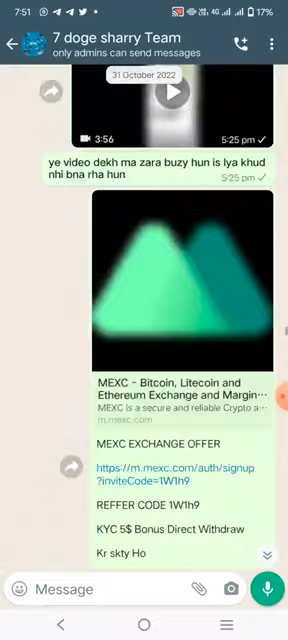 7:51
4G
17%
7 doge sharry Team
only admins can send messages
31 October 2022
3:56
5:25 pm
ye video dekh ma zara buzy hun is lya khud
nhi bna rha hun
5:25 pm
MEXC - Bitcoin, Litecoin and
Ethereum Exchange and Margin...
MEXC is a secure and reliable Crypto a...
m.mexc.com
MEXC EXCHANGE OFFER
https://m.mexc.com/auth/signup
?inviteCode=1W1h9
REFFER CODE 1W1h9
KYC 5$ Bonus Direct Withdraw
Kr skty Ho
Message